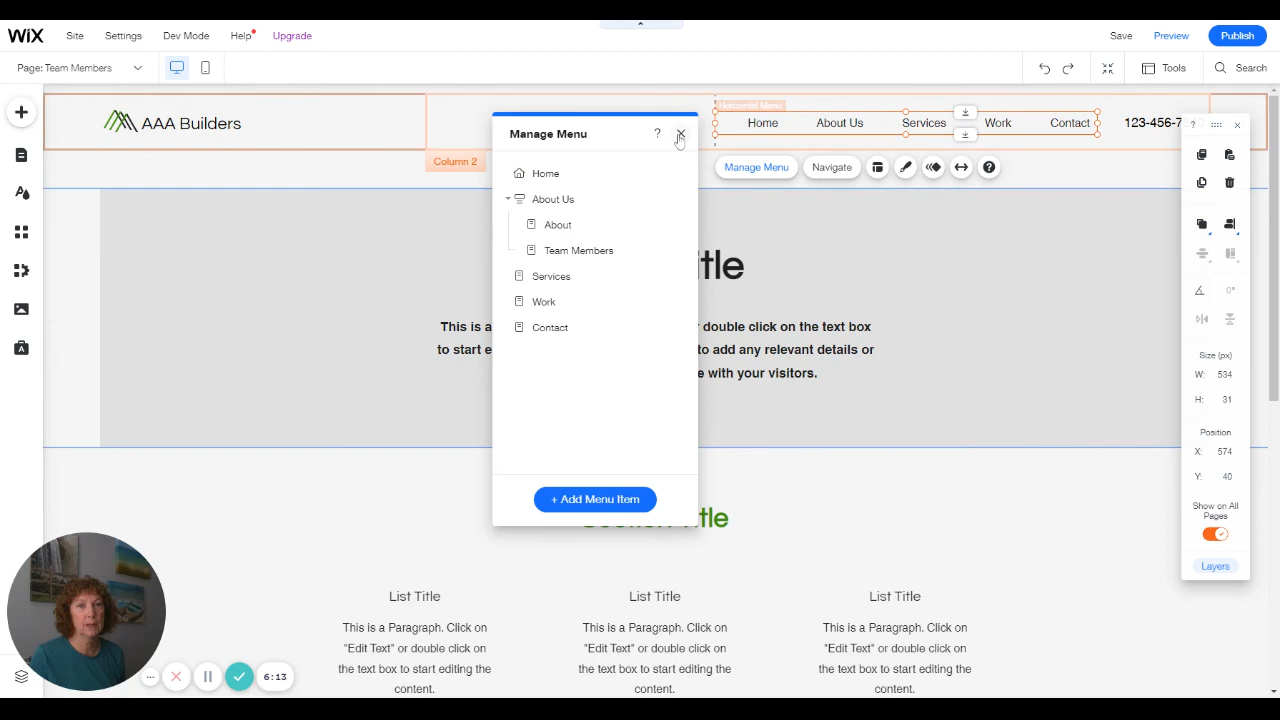 WiX
Site
Settings
Dev Mode
Help
Upgrade
Save
Preview
Publish
Page: Team Members
Tools
Search
AAA Builders
Horizontal Menu
Home
About Us
Services
Work
Contact
123-456-7
Column 2
Manage Menu
Navigate
Manage Menu
?
Home
About Us
About
Team Members
Services
Work
Contact
+ Add Menu Item
itle
This is a
r double click on the text box
to start e
to add any relevant details or
e with your visitors.
Section Title
List Title
This is a Paragraph. Click on
"Edit Text" or double click on
the text box to start editing the
content.
List Title
This is a Paragraph. Click on
"Edit Text" or double click on
the text box to start editing the
content.
List Title
This is a Paragraph. Click on
"Edit Text" or double click on
the text box to start editing the
content.
?
0°
Size (px)
W: 534
H: 31
Position
X: 574
Y: 40
Show on All
Pages
Layers
6:13